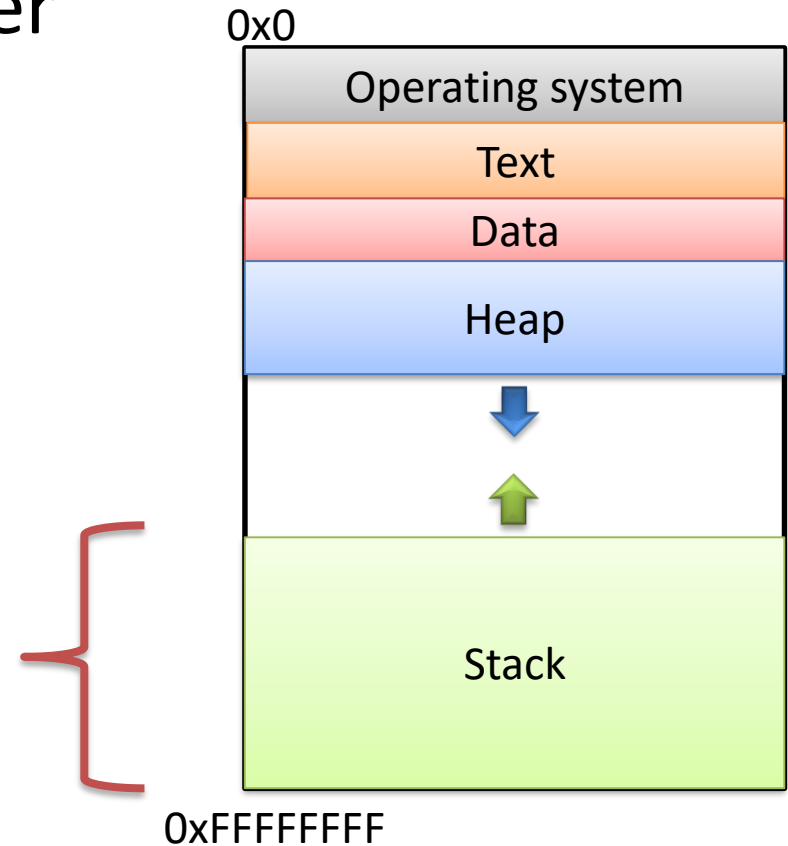 er
0x0
Operating system
Text
Data
Heap
Stack
0xFFFFFFFF